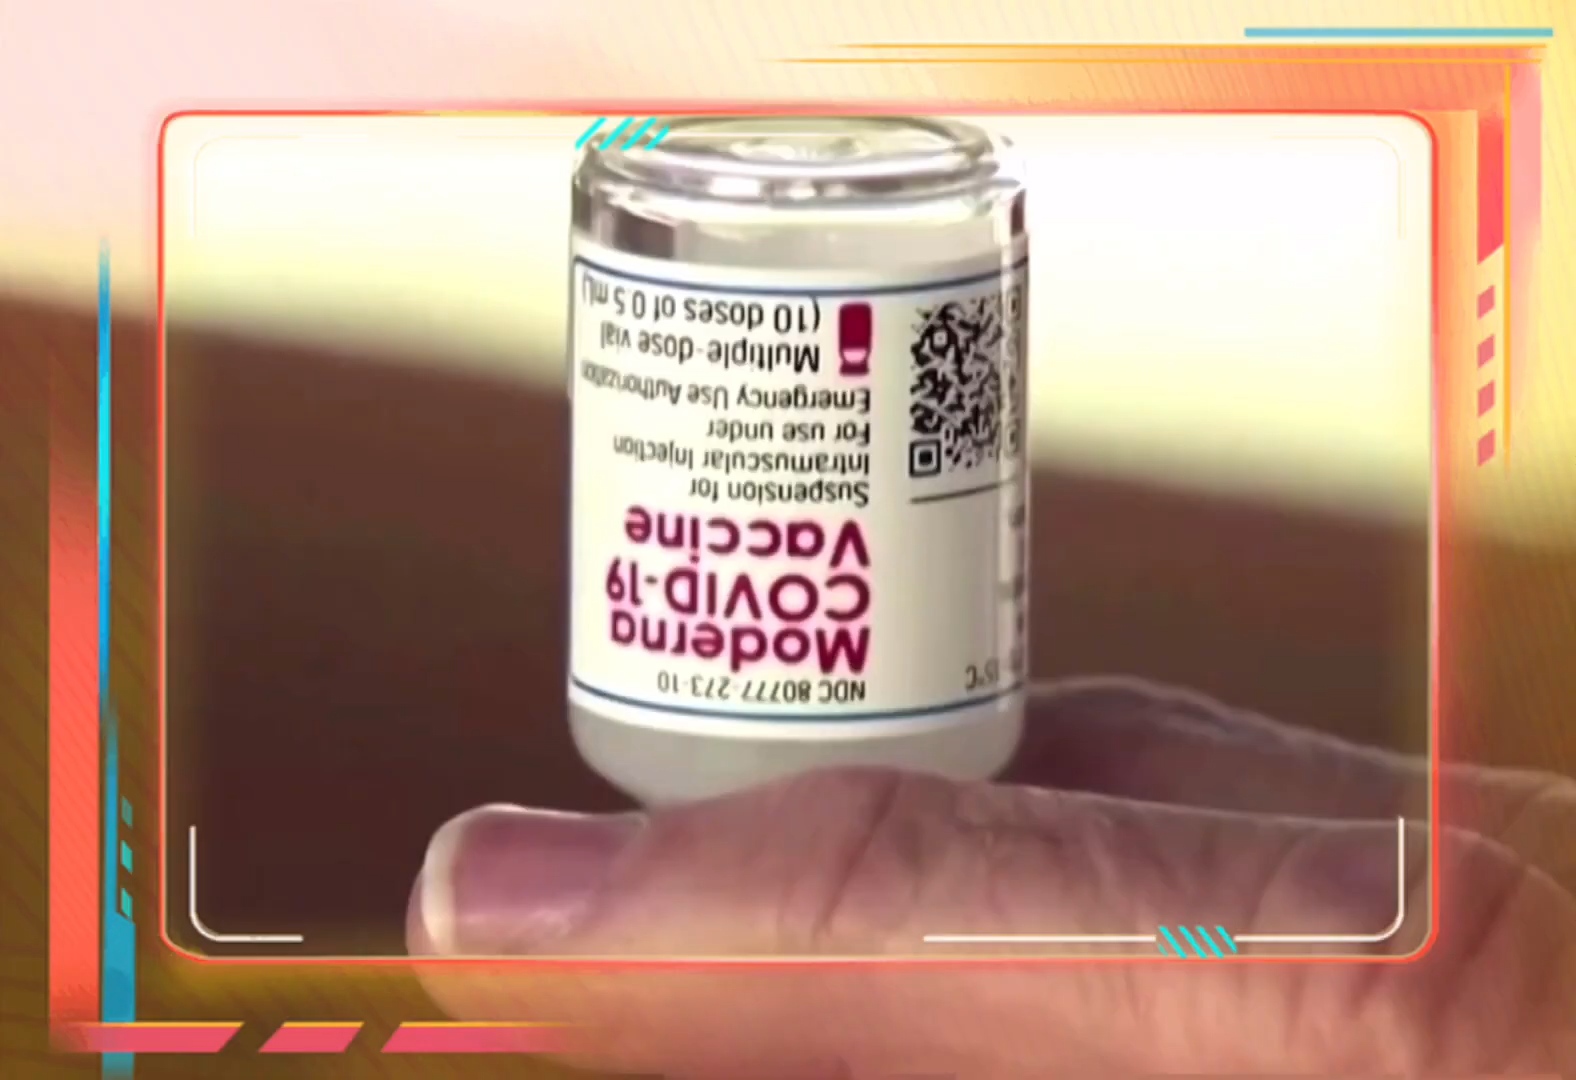 NDC 80777-273-10
Moderna
COVID-19
Vaccine
Suspension for
Intramuscular Injection
For use under
Emergency Use Authorization
Multiple-dose vial
(10 doses of 0.5 mL)